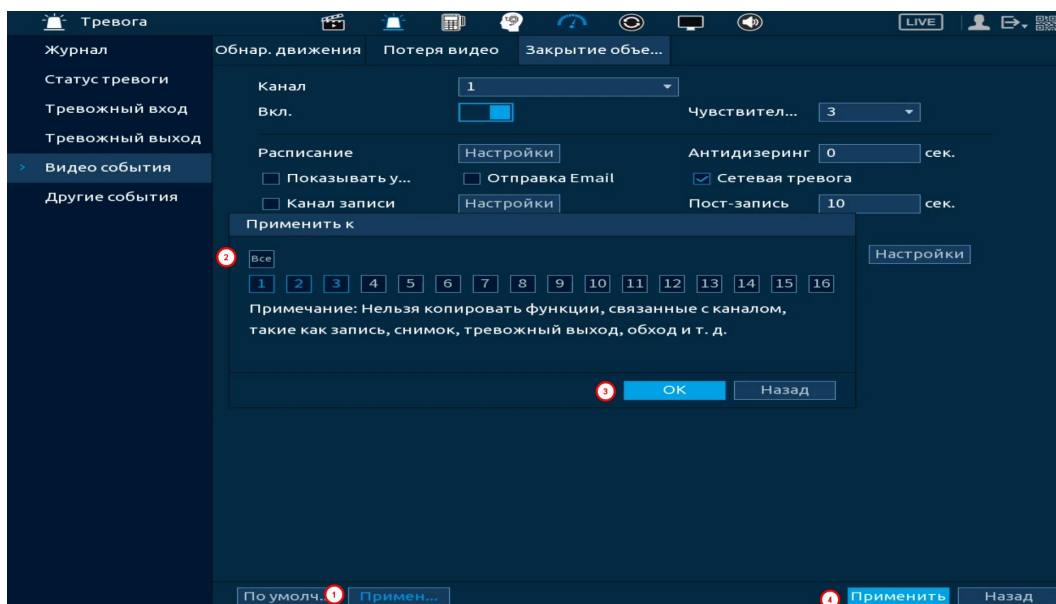 Тревога LIVE
Журнал
Обнар. движения Потеря видео Закрытие объе...
Статус тревоги
Канал 1
Тревожный вход
Вкл. Чувствител... 3
Тревожный выход
Расписание Настройки Антидизеринг 0 сек.
Видео события
Показывать у... Отправка Email Сетевая тревога
Другие события
Канал записи Настройки Пост-запись 10 сек.
Применить к
Настройки
2 Все
1 2 3 4 5 6 7 8 9 10 11 12 13 14 15 16
Примечание: Нельзя копировать функции, связанные с каналом,
такие как запись, снимок, тревожный выход, обход и т. д.
3 OK Назад
По умолч... 1 Примен... 4 Применить Назад